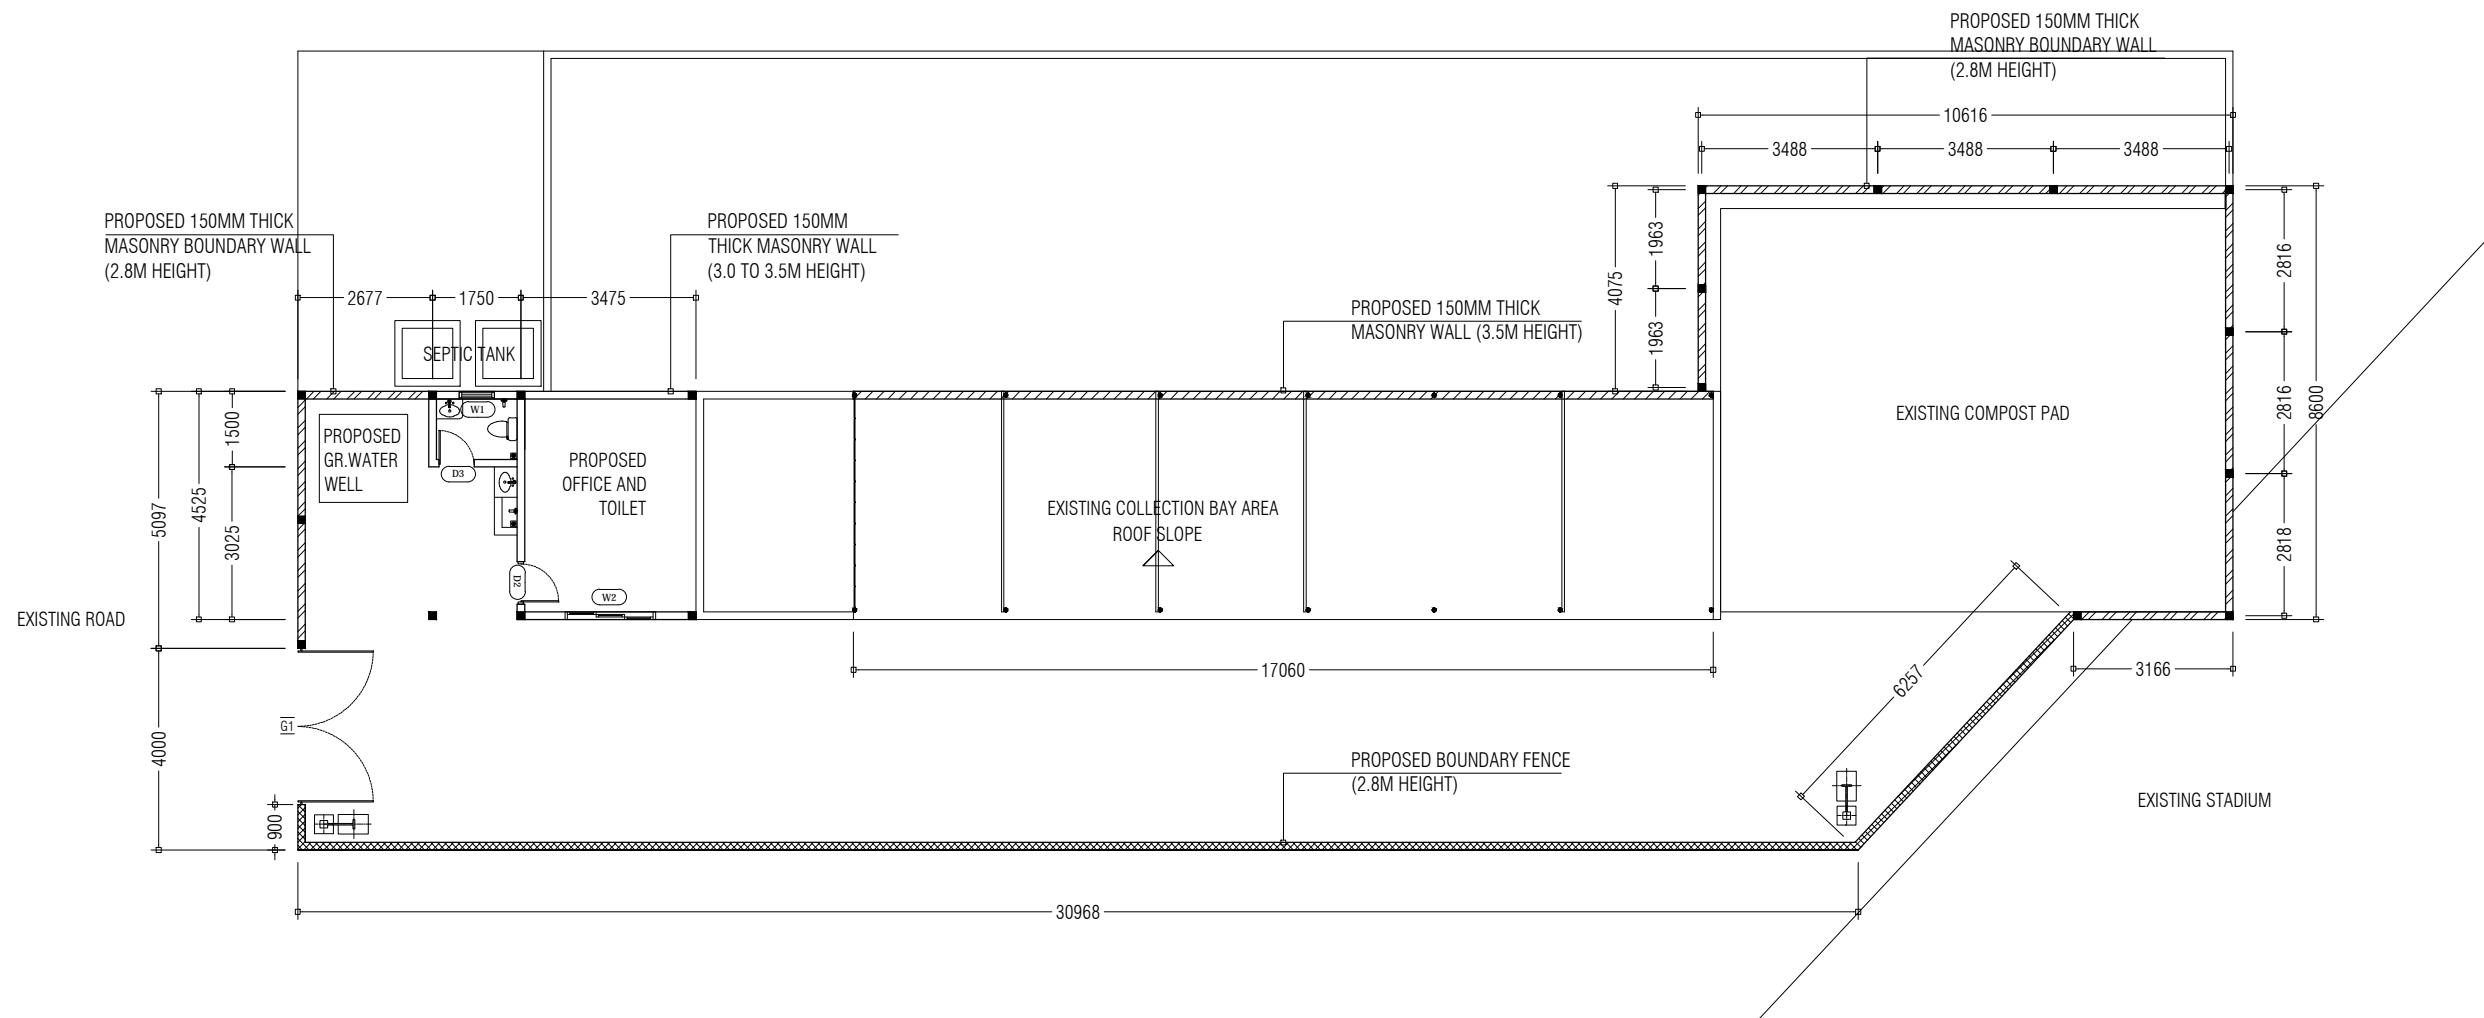 PROPOSED 150MM THICK
MASONRY BOUNDARY WALL
(2.8M HEIGHT)
10616
3488
3488
3488
PROPOSED 150MM THICK
MASONRY BOUNDARY WALL
(2.8M HEIGHT)
PROPOSED 150MM
THICK MASONRY WALL
(3.0 TO 3.5M HEIGHT)
2677
1750
3475
SEPTIC TANK
PROPOSED 150MM THICK
MASONRY WALL (3.5M HEIGHT)
4075
1963
1963
2816
2816
2818
8600
EXISTING COMPOST PAD
5097
4525
1500
3025
PROPOSED
GR.WATER
WELL
W1
D3
PROPOSED
OFFICE AND
TOILET
D2
W2
EXISTING COLLECTION BAY AREA
ROOF SLOPE
EXISTING ROAD
17060
6257
3166
4000
G1
900
PROPOSED BOUNDARY FENCE
(2.8M HEIGHT)
EXISTING STADIUM
30968